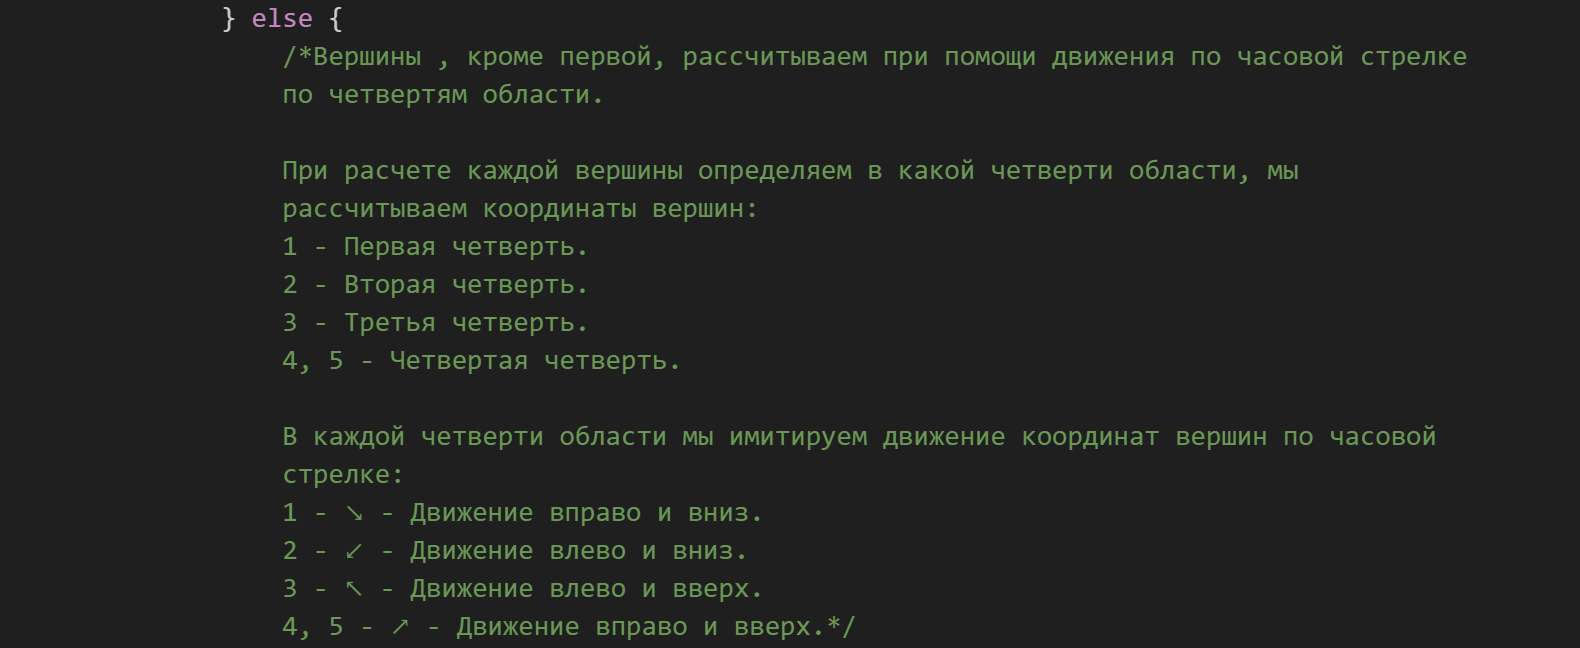 } else {
/*Вершины , кроме первой, рассчитываем при помощи движения по часовой стрелке
по четвертям области.
При расчете каждой вершины определяем в какой четверти области, мы
рассчитываем координаты вершин:
1 - Первая четверть.
2 - Вторая четверть.
3 - Третья четверть.
4, 5 - Четвертая четверть.
В каждой четверти области мы имитируем движение координат вершин по часовой
стрелке:
1 - ↘ - Движение вправо и вниз.
2 - ↙ - Движение влево и вниз.
3 - ↖ - Движение влево и вверх.
4, 5 - ↗ - Движение вправо и вверх.*/